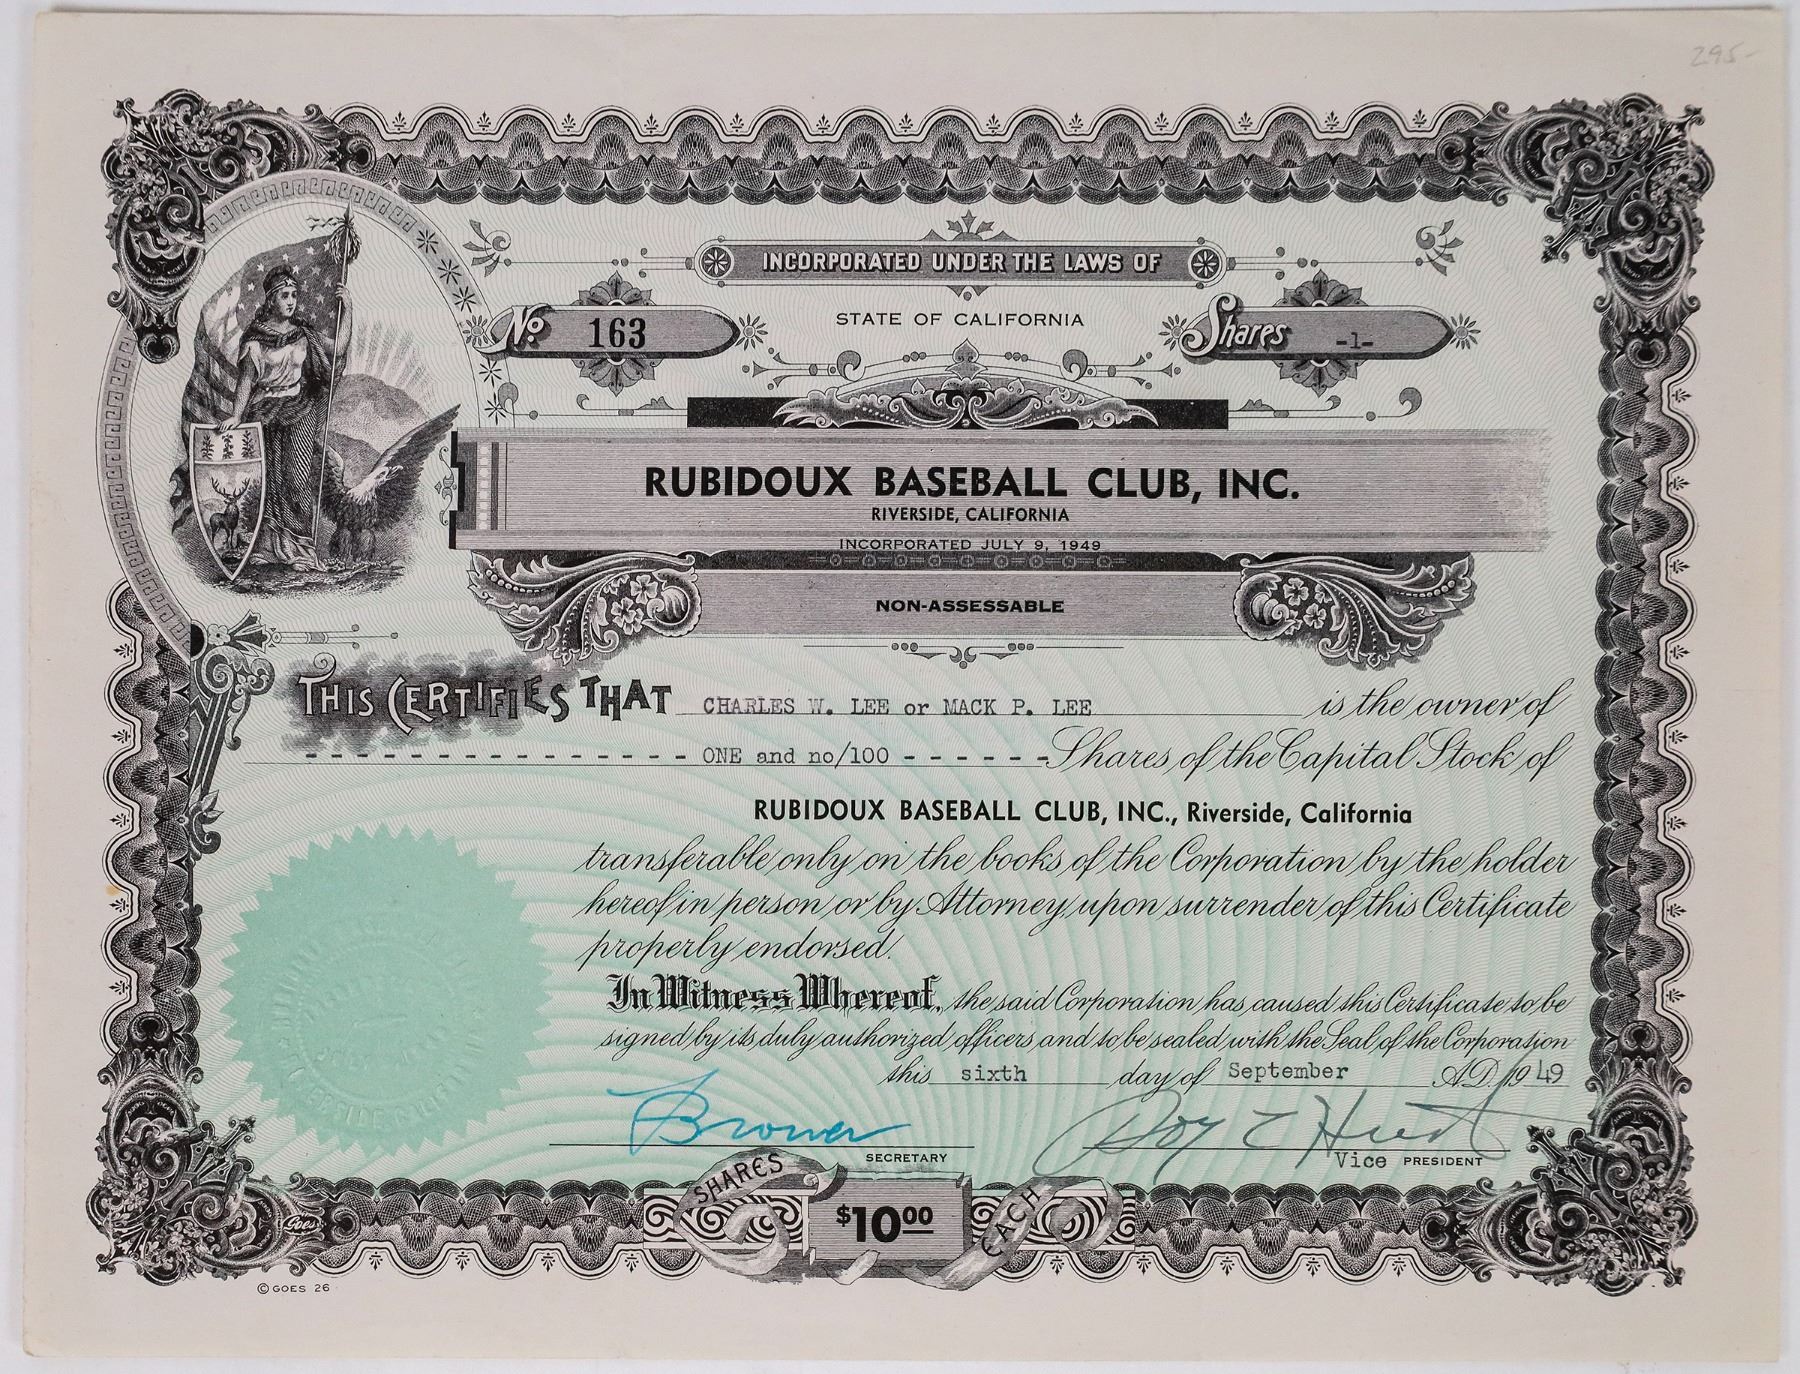 295-
INCORPORATED UNDER THE LAWS OF
No. 163
STATE OF CALIFORNIA
Shares -1-
RUBIDOUX BASEBALL CLUB, INC.
RIVERSIDE, CALIFORNIA
INCORPORATED JULY 9, 1949
NON-ASSESSABLE
THIS CERTIFIES THAT CHARLES W. LEE or MACK P. LEE is the owner of
- - - - - - - - - - - - - - - - ONE and no/100 - - - - - - Shares of the Capital Stock of
RUBIDOUX BASEBALL CLUB, INC., Riverside, California
transferable only on the books of the Corporation by the holder
hereof in person or by Attorney upon surrender of this Certificate
properly endorsed.
In Witness Whereof, the said Corporation has caused this Certificate to be
signed by its duly authorized officers and to be sealed with the Seal of the Corporation
this sixth day of September A.D. 1949
Brower
SECRETARY
Roy E
Vice PRESIDENT
SHARES $10.00 EACH
Goes
© GOES 26